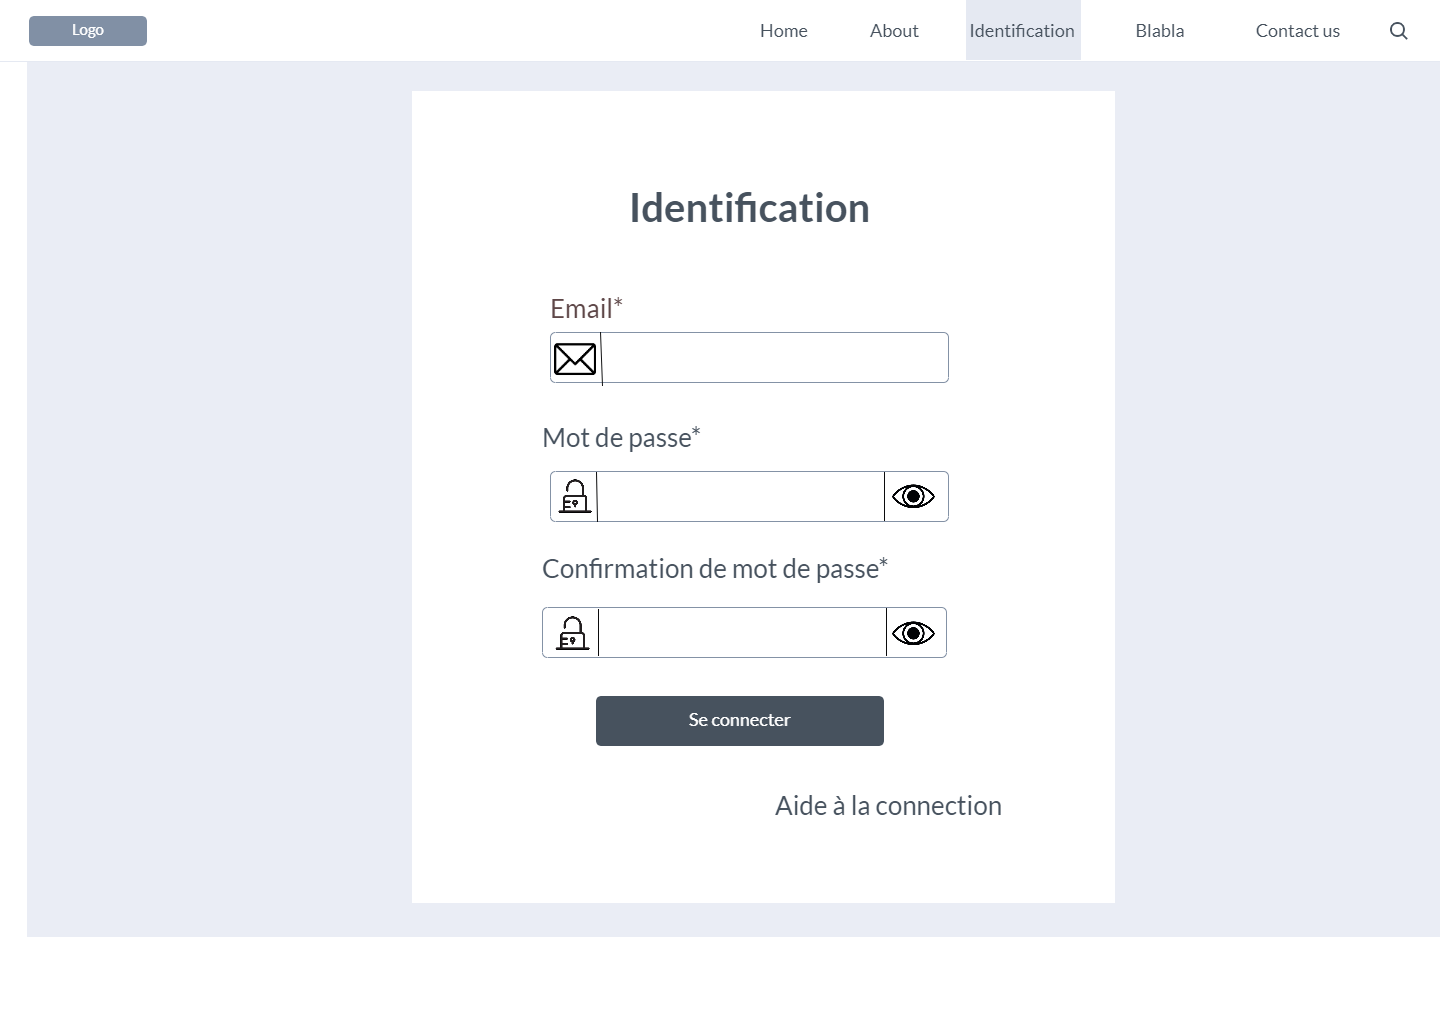 Logo
Home
About
Identification
Blabla
Contact us
Identification
Email*
Mot de passe*
Confirmation de mot de passe*
Se connecter
Aide à la connection